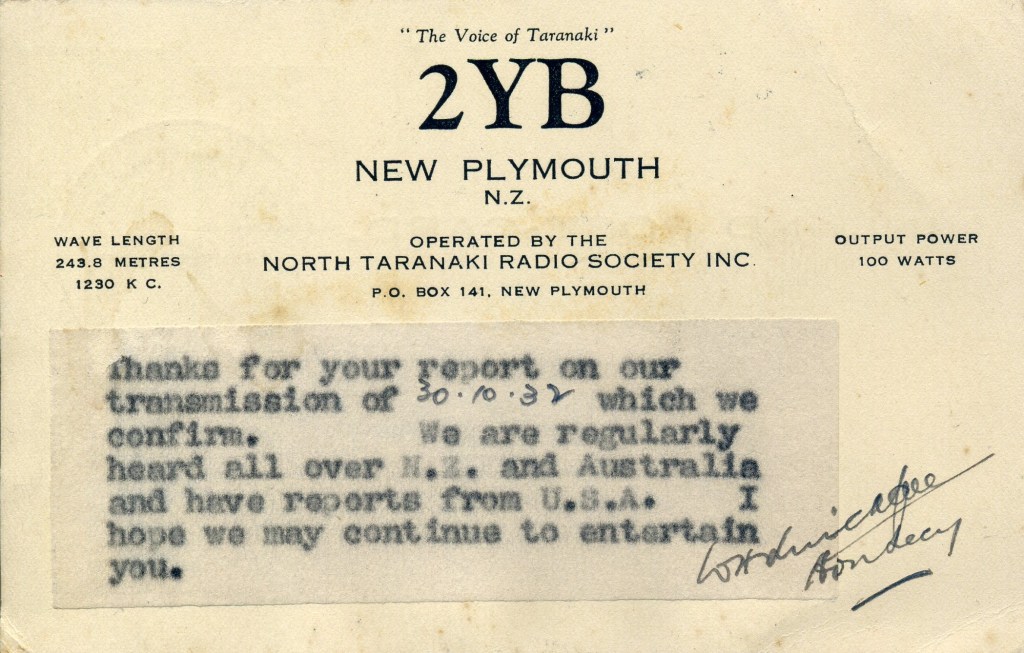 "The Voice of Taranaki"
2YB
NEW PLYMOUTH
N.Z.
WAVE LENGTH
243.8 METRES
1230 K C.
OPERATED BY THE
NORTH TARANAKI RADIO SOCIETY INC.
P.O. BOX 141, NEW PLYMOUTH
OUTPUT POWER
100 WATTS
Thanks for your report on our
transmission of 30.10.32 which we
confirm. We are regularly
heard all over N.Z. and Australia
and have reports from U.S.A. I
hope we may continue to entertain
you.
Hon Secy